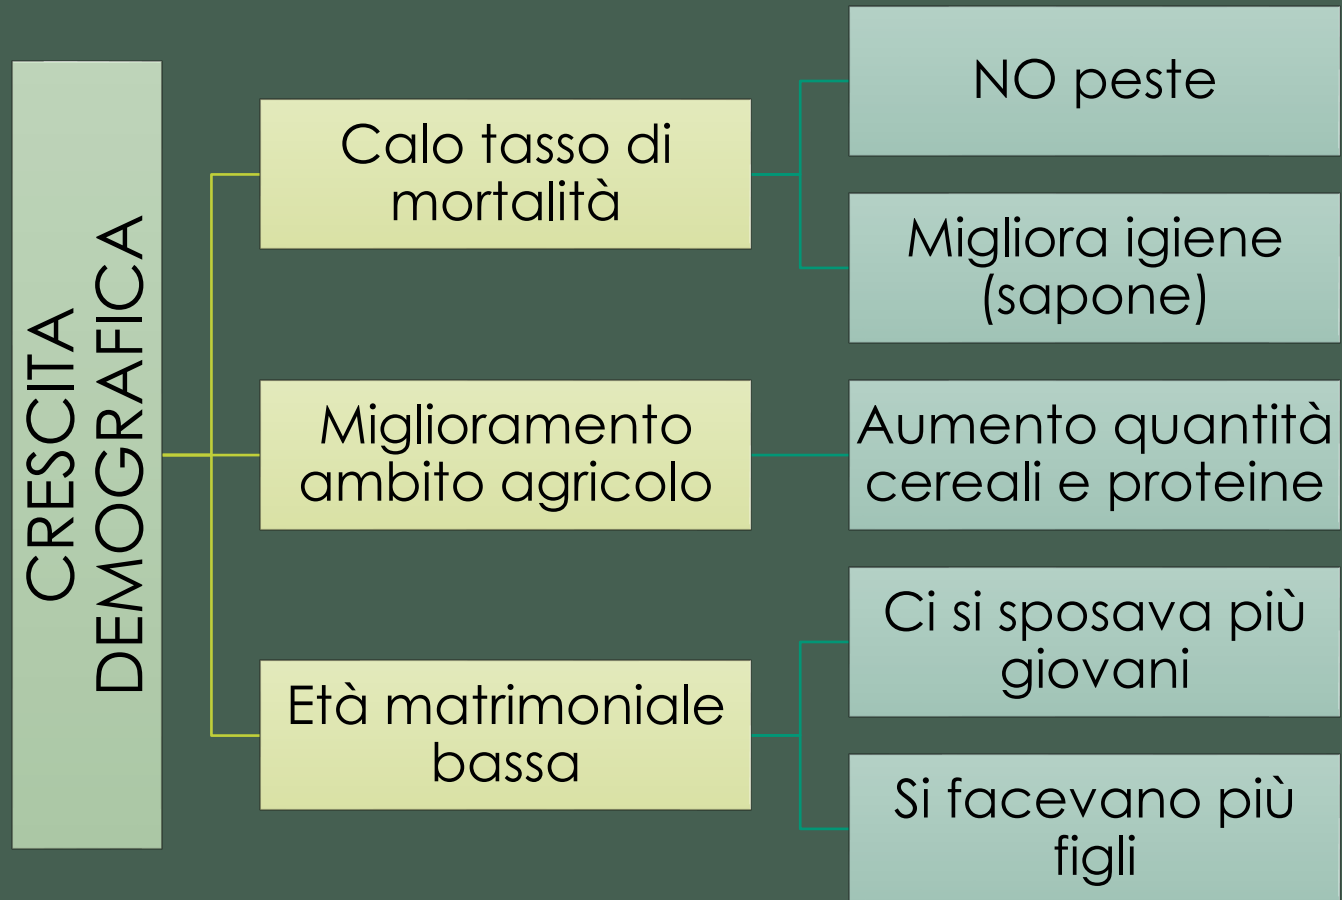 CRESCITA
DEMOGRAFICA
Calo tasso di
mortalità
NO peste
Migliora igiene
(sapone)
Miglioramento
ambito agricolo
Aumento quantità
cereali e proteine
Età matrimoniale
bassa
Ci si sposava più
giovani
Si facevano più
figli